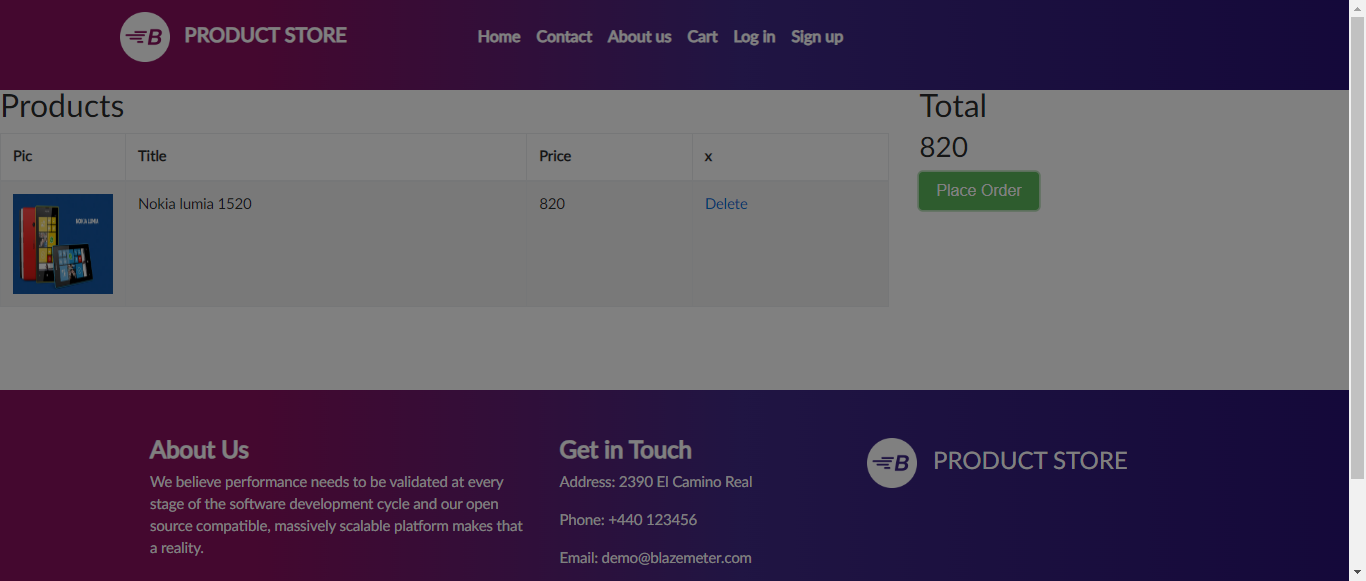 B PRODUCT STORE
Home Contact About us Cart Log in Sign up
Products
Pic Title Price x
NOKIA LUMIA
Nokia lumia 1520 820 Delete
Total
820
Place Order
About Us
We believe performance needs to be validated at every
stage of the software development cycle and our open
source compatible, massively scalable platform makes that
a reality.
Get in Touch
Address: 2390 El Camino Real
Phone: +440 123456
Email: demo@blazemeter.com
B PRODUCT STORE